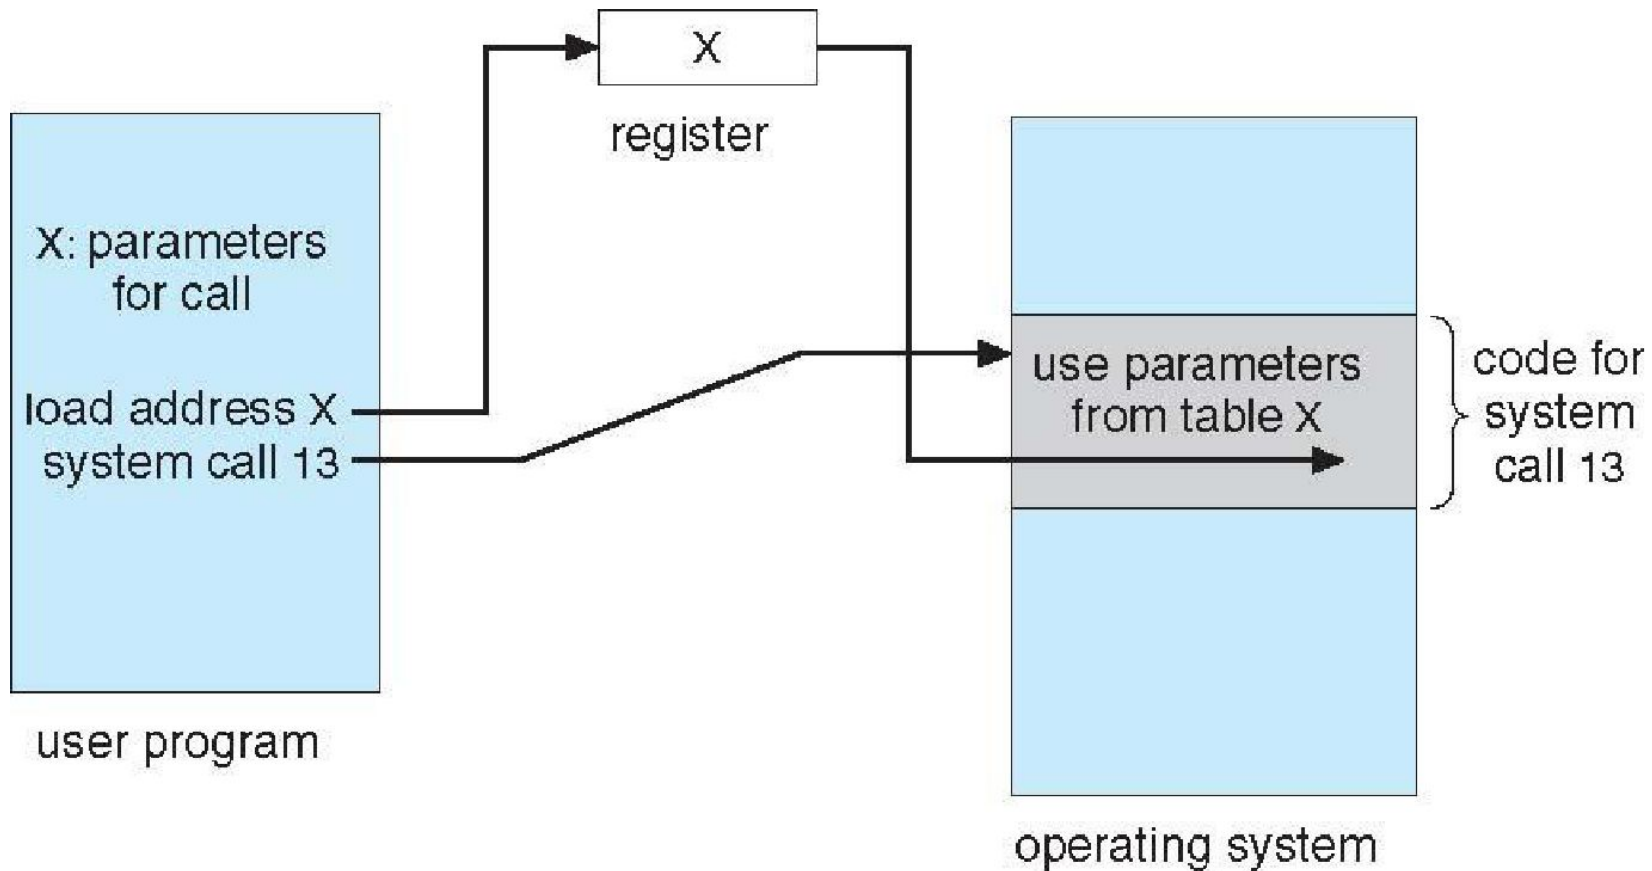 X
register
X: parameters
for call
load address X
system call 13
user program
use parameters
from table X
code for
system
call 13
operating system